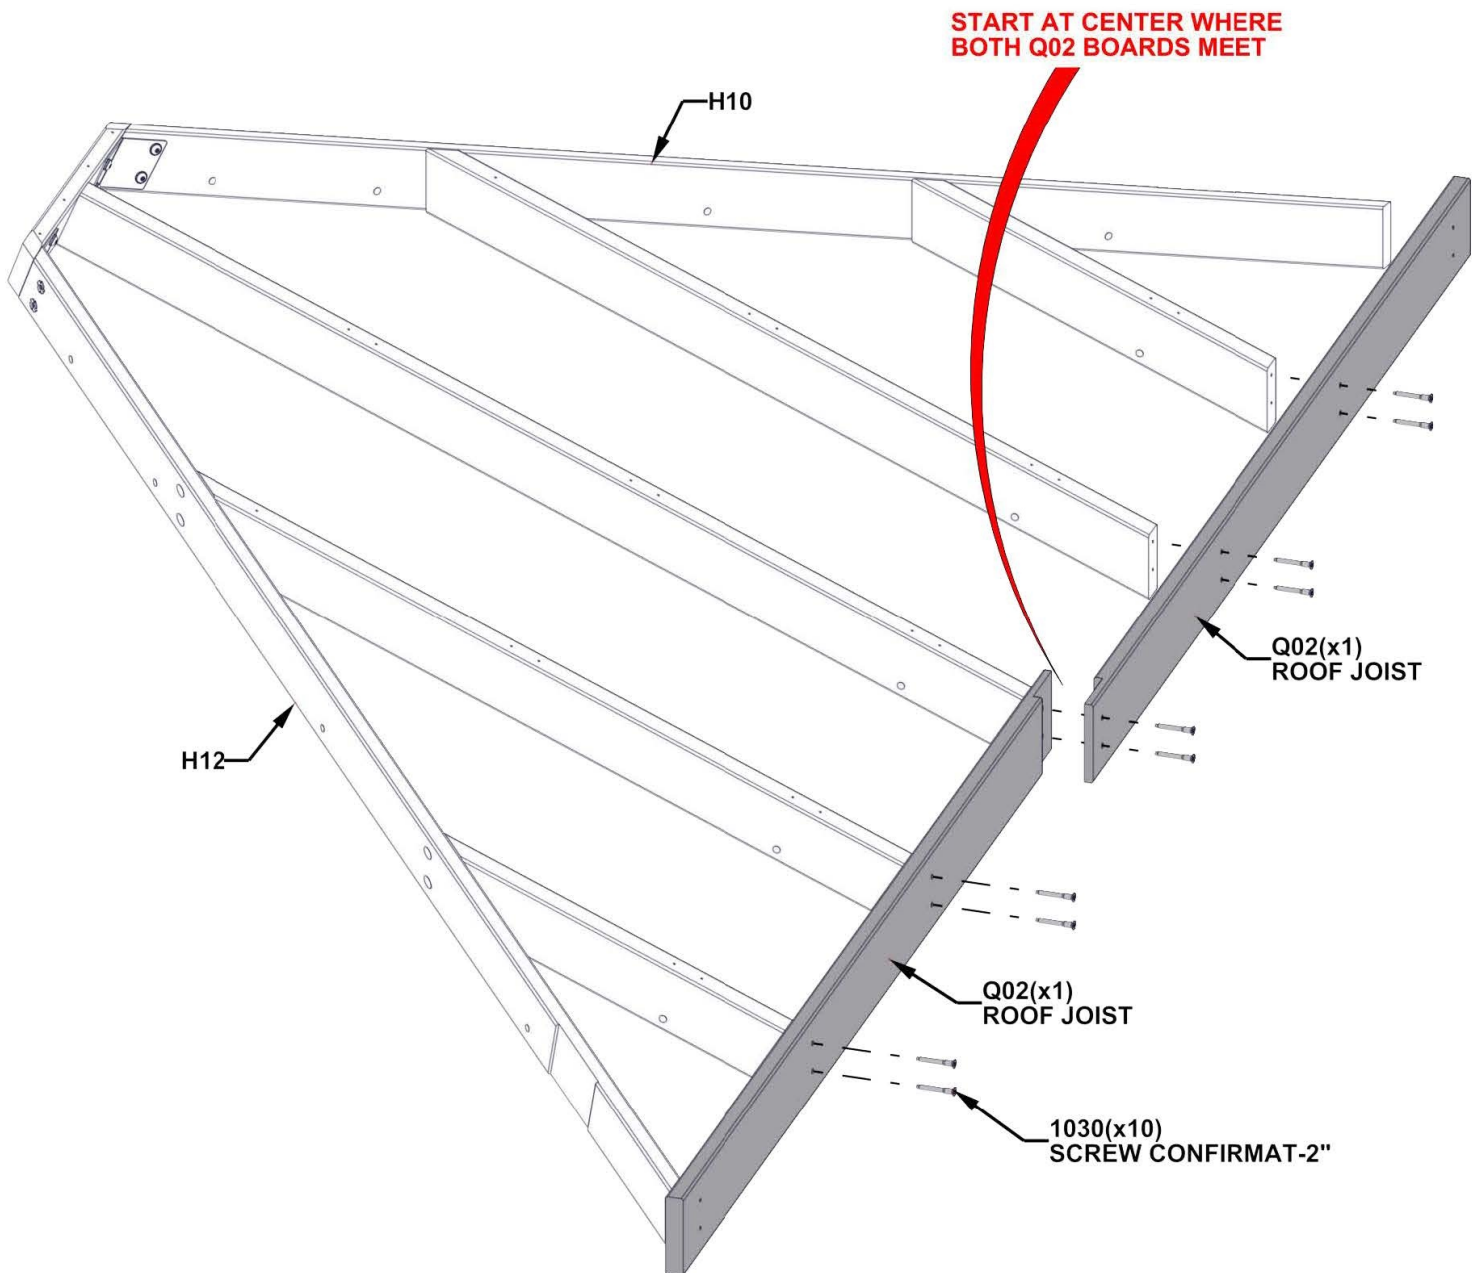 START AT CENTER WHERE
BOTH Q02 BOARDS MEET
H10
Q02(x1)
ROOF JOIST
H12
Q02(x1)
ROOF JOIST
1030(x10)
SCREW CONFIRMAT-2"